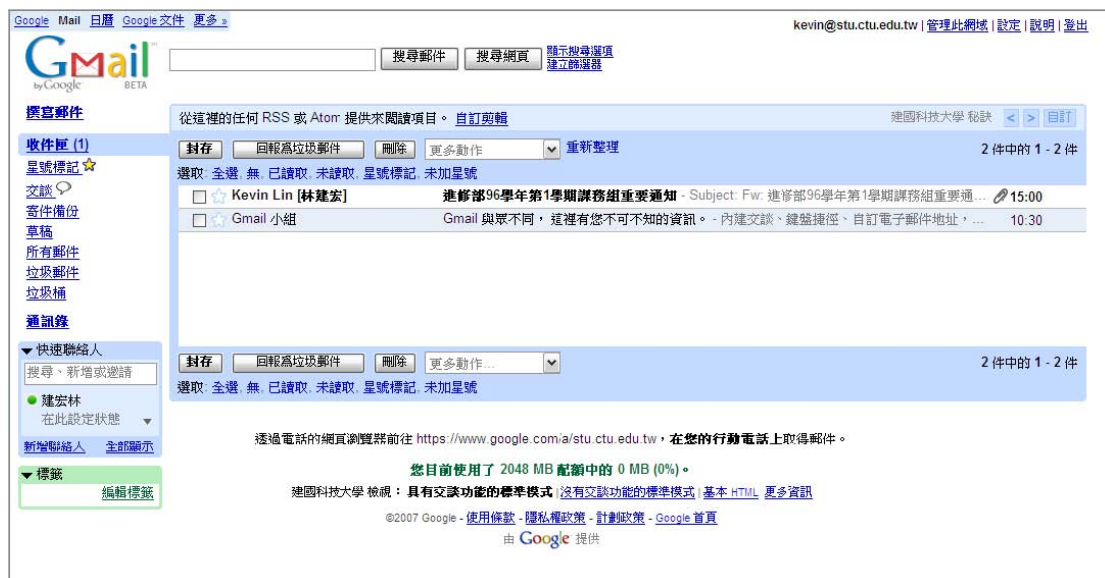 Google Mail 日曆 Google文件 更多 »
kevin@stu.ctu.edu.tw | 管理此網域 | 設定 | 說明 | 登出
GMail
by Google BETA
搜尋郵件 搜尋網頁 顯示搜尋選項
建立篩選器
撰寫郵件
收件匣 (1)
星號標記
交談
寄件備份
草稿
所有郵件
垃圾郵件
垃圾桶
通訊錄
▼ 快速聯絡人
搜尋、新增或邀請
建宏林
在此設定狀態 ▼
新增聯絡人 全部顯示
▼ 標籤
編輯標籤
從這裡的任何 RSS 或 Atom 提供來閱讀項目。 自訂剪輯
建國科技大學 秘訣 < > 自訂
封存 回報為垃圾郵件 刪除 更多動作 重新整理 2 件中的 1 - 2 件
選取: 全選, 無, 已讀取, 未讀取, 星號標記, 未加星號
Kevin Lin [林建宏] 進修部96學年第1學期課務組重要通知 - Subject: Fw: 進修部96學年第1學期課務組重要通... 15:00
Gmail 小組 Gmail 與眾不同，這裡有您不可不知的資訊。 - 內建交談、鍵盤捷徑、自訂電子郵件地址，... 10:30
封存 回報為垃圾郵件 刪除 更多動作... 2 件中的 1 - 2 件
選取: 全選, 無, 已讀取, 未讀取, 星號標記, 未加星號
透過電話的網頁瀏覽器前往 https://www.google.com/a/stu.ctu.edu.tw，在您的行動電話上取得郵件。
您目前使用了 2048 MB 配額中的 0 MB (0%)。
建國科技大學 檢視： 具有交談功能的標準模式 | 沒有交談功能的標準模式 | 基本 HTML 更多資訊
©2007 Google - 使用條款 - 隱私權政策 - 計劃政策 - Google 首頁
由 Google 提供